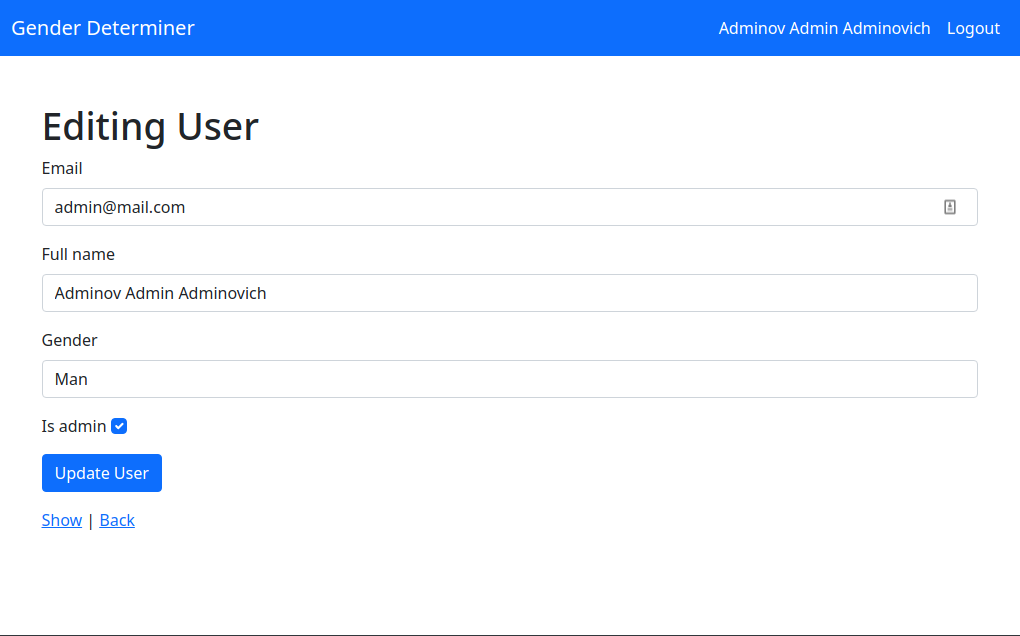 Gender Determiner
Adminov Admin Adminovich Logout
Editing User
Email
admin@mail.com
Full name
Adminov Admin Adminovich
Gender
Man
Is admin
Update User
Show | Back